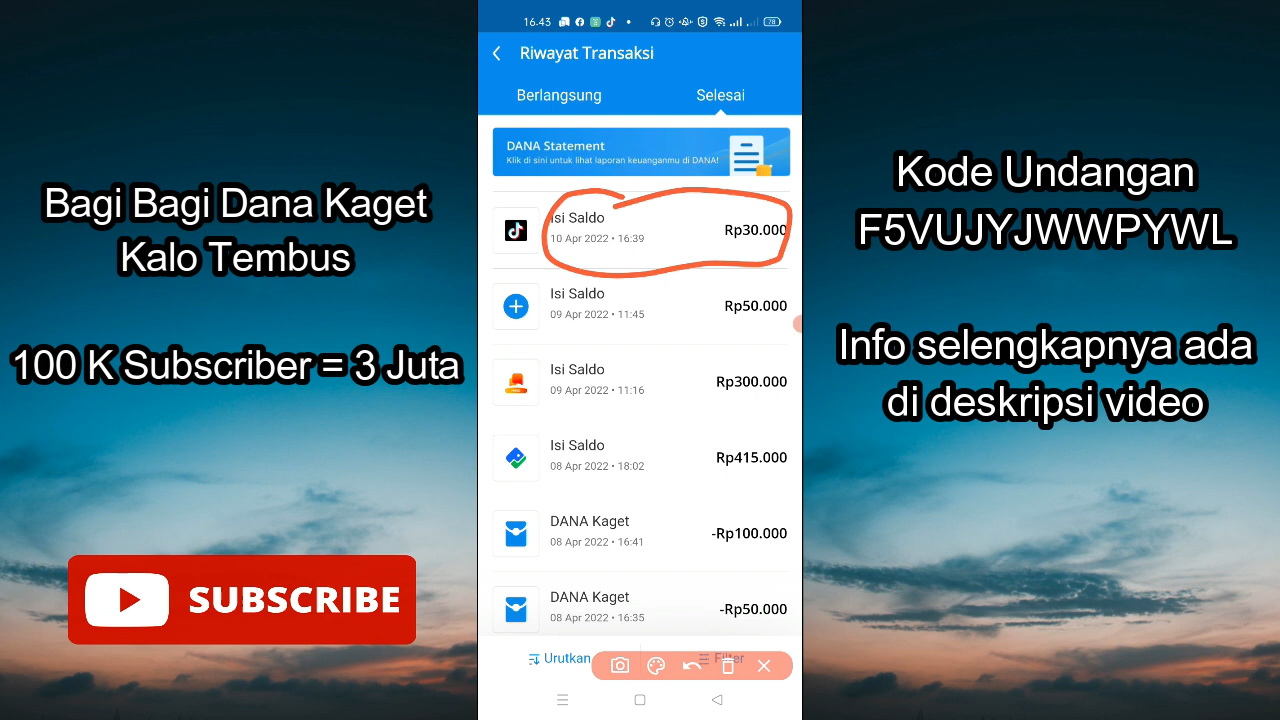 Bagi Bagi Dana Kaget
Kalo Tembus
100 K Subscriber = 3 Juta
SUBSCRIBE
16.43
78
Riwayat Transaksi
Berlangsung
Selesai
DANA Statement
Klik di sini untuk lihat laporan keuanganmu di DANA!
Isi Saldo
10 Apr 2022 • 16:39
Rp30.000
Isi Saldo
09 Apr 2022 • 11:45
Rp50.000
Isi Saldo
09 Apr 2022 • 11:16
Rp300.000
Isi Saldo
08 Apr 2022 • 18:02
Rp415.000
DANA Kaget
08 Apr 2022 • 16:41
-Rp100.000
DANA Kaget
08 Apr 2022 • 16:35
-Rp50.000
Urutkan
Filter
Kode Undangan
F5VUJYJWWPYWL
Info selengkapnya ada
di deskripsi video